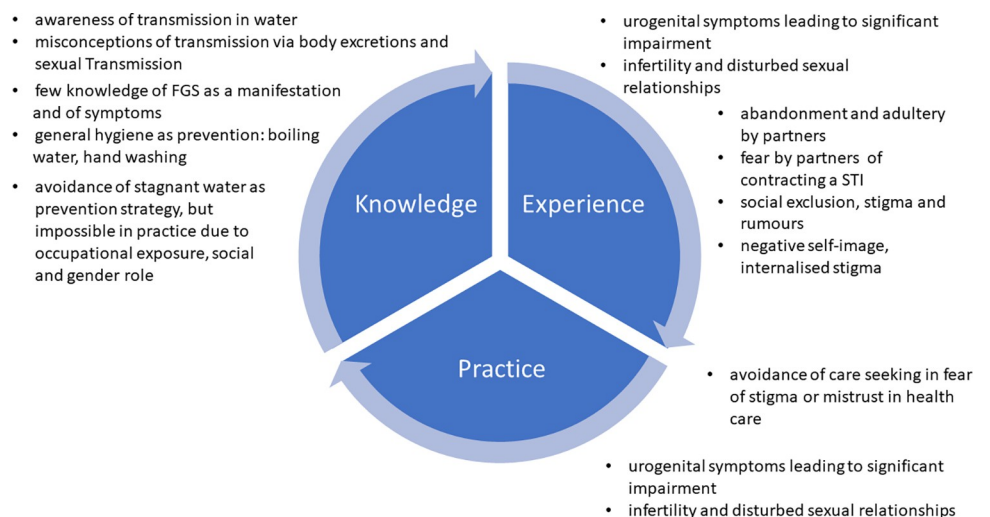 • awareness of transmission in water
• misconceptions of transmission via body excretions and
sexual Transmission
• few knowledge of FGS as a manifestation
and of symptoms
• general hygiene as prevention: boiling
water, hand washing
• avoidance of stagnant water as
prevention strategy, but
impossible in practice due to
occupational exposure, social
and gender role
Knowledge
• urogenital symptoms leading to significant
impairment
• infertility and disturbed sexual
relationships
• abandonment and adultery
by partners
• fear by partners of
contracting a STI
• social exclusion, stigma and
rumours
• negative self-image,
internalised stigma
Experience
Practice
• avoidance of care seeking in fear
of stigma or mistrust in health
care
• urogenital symptoms leading to significant
impairment
• infertility and disturbed sexual relationships